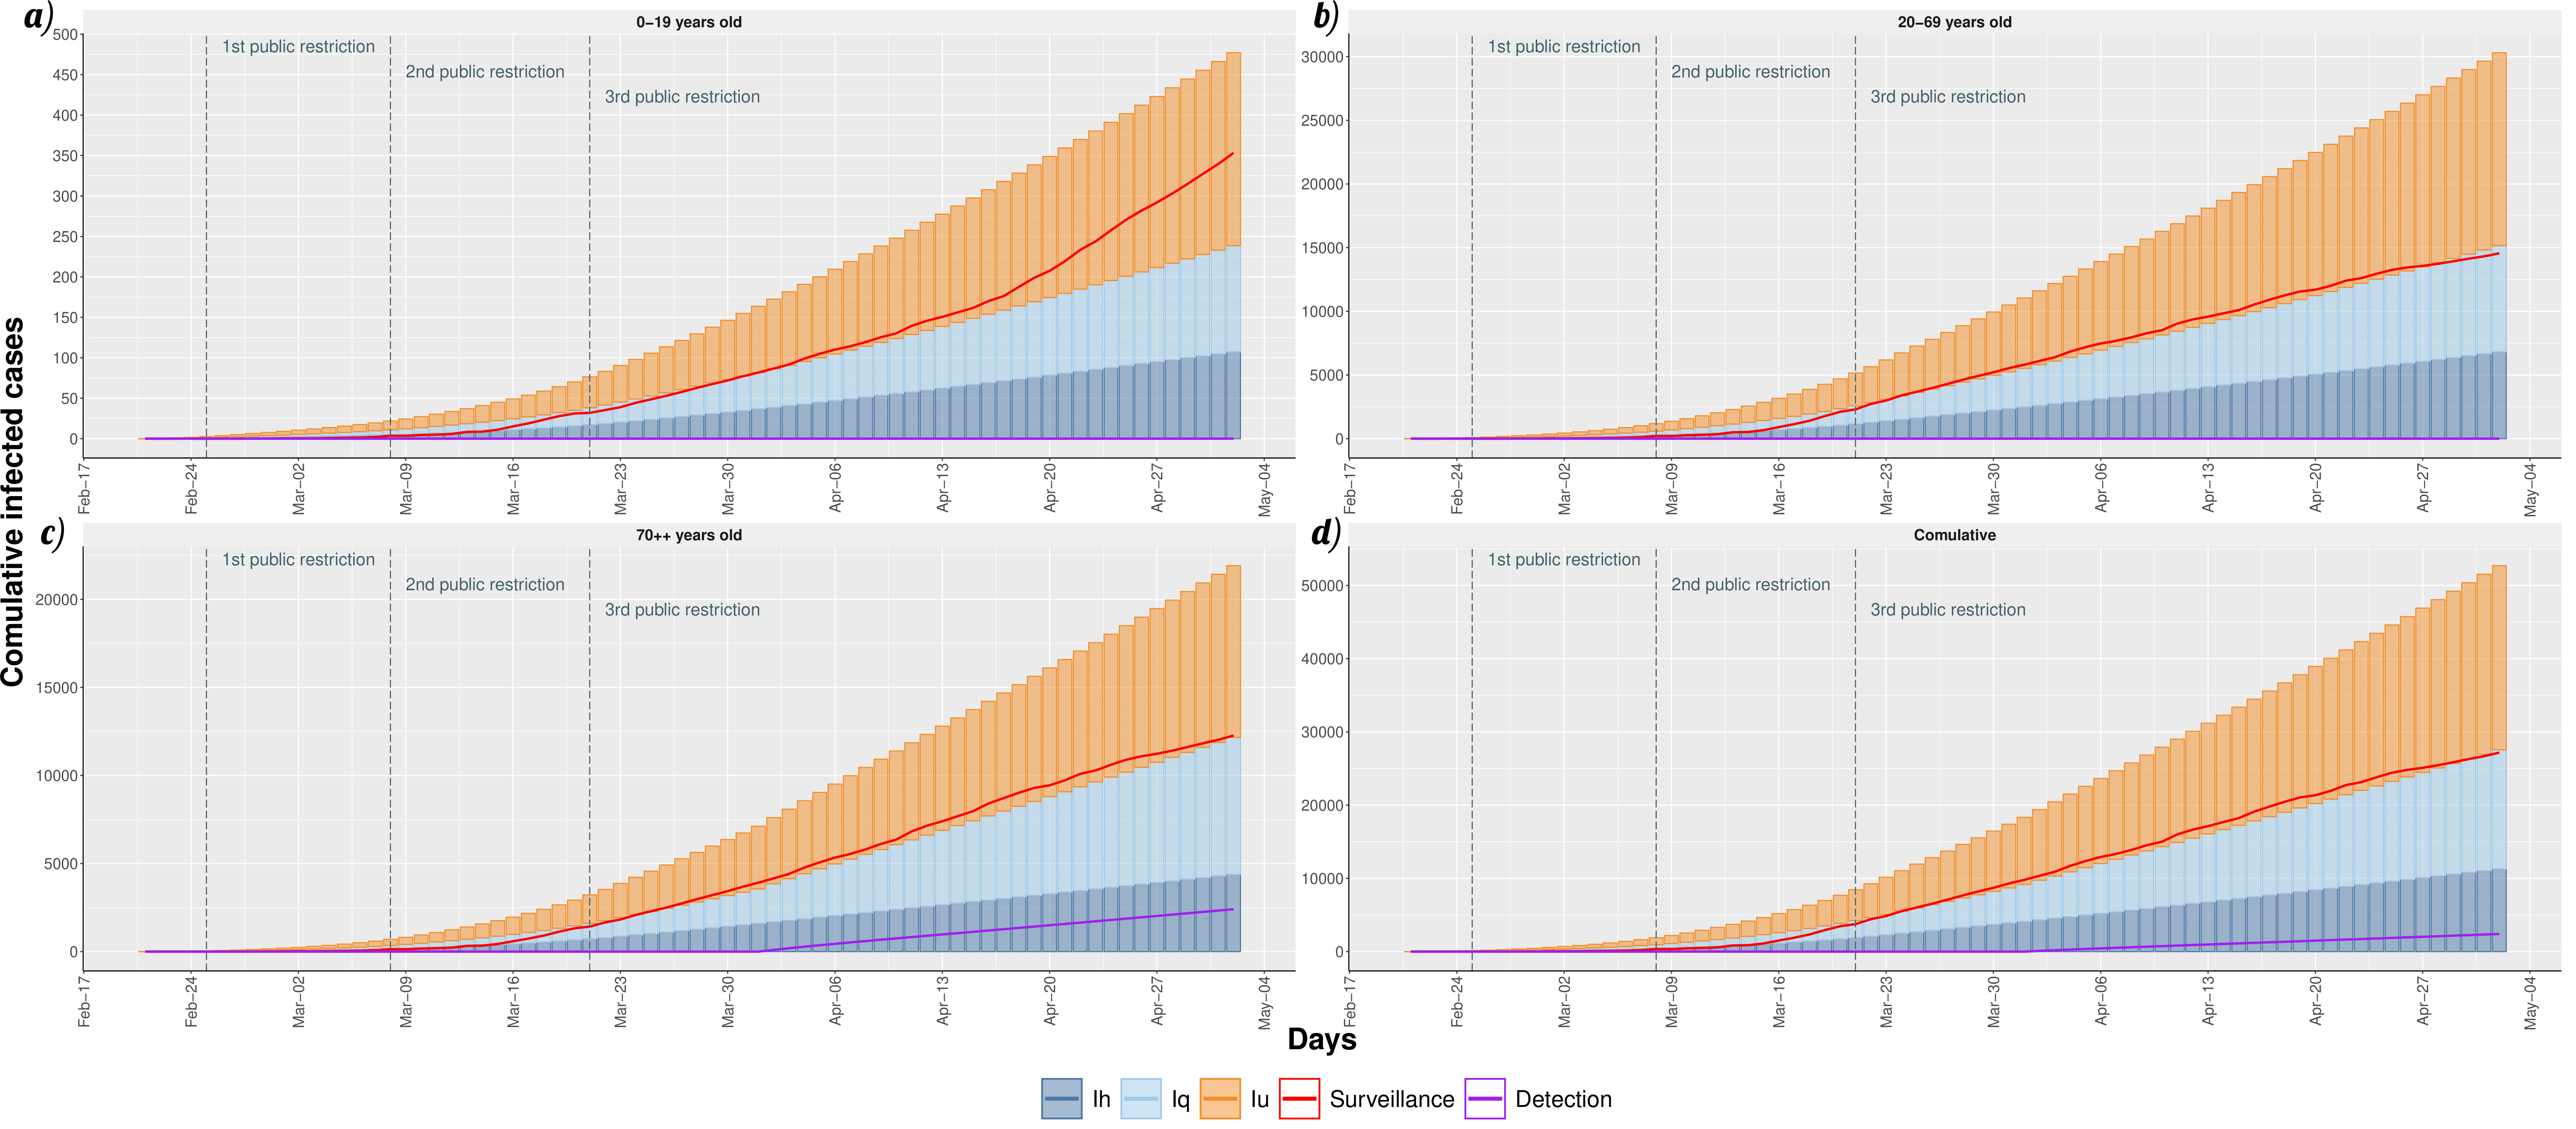 a)
0−19 years old
1st public restriction
2nd public restriction
3rd public restriction
500
450
400
350
300
250
200
150
100
50
0
Feb−17
Feb−24
Mar−02
Mar−09
Mar−16
Mar−23
Mar−30
Apr−06
Apr−13
Apr−20
Apr−27
May−04
b)
20−69 years old
1st public restriction
2nd public restriction
3rd public restriction
30000
25000
20000
15000
10000
5000
0
Feb−17
Feb−24
Mar−02
Mar−09
Mar−16
Mar−23
Mar−30
Apr−06
Apr−13
Apr−20
Apr−27
May−04
Comulative infected cases
c)
70++ years old
1st public restriction
2nd public restriction
3rd public restriction
20000
15000
10000
5000
0
Feb−17
Feb−24
Mar−02
Mar−09
Mar−16
Mar−23
Mar−30
Apr−06
Apr−13
Apr−20
Apr−27
May−04
d)
Comulative
1st public restriction
2nd public restriction
3rd public restriction
50000
40000
30000
20000
10000
0
Feb−17
Feb−24
Mar−02
Mar−09
Mar−16
Mar−23
Mar−30
Apr−06
Apr−13
Apr−20
Apr−27
May−04
Days
Ih Iq Iu Surveillance Detection